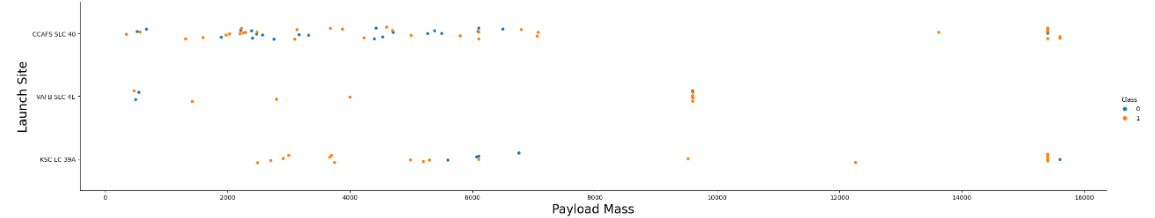 Launch Site
CCAFS SLC 40
VAFB SLC 4E
KSC LC 39A
0
2000
4000
6000
8000
10000
12000
14000
16000
Payload Mass
Class
0
1